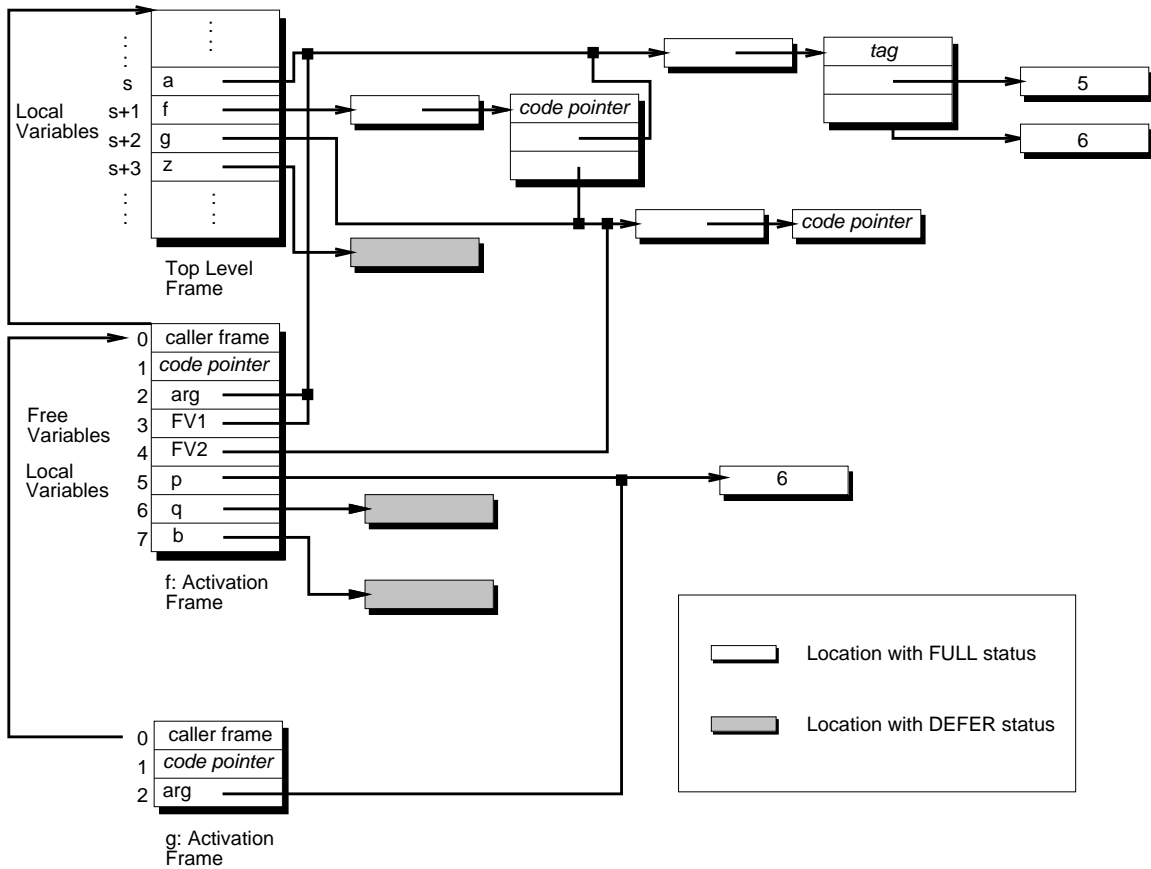 Local
Variables
s
s+1
s+2
s+3
a
f
g
z
Top Level
Frame
code pointer
tag
5
6
code pointer
Free
Variables
Local
Variables
0 caller frame
1 code pointer
2 arg
3 FV1
4 FV2
5 p
6 q
7 b
f: Activation
Frame
6
0 caller frame
1 code pointer
2 arg
g: Activation
Frame
Location with FULL status
Location with DEFER status